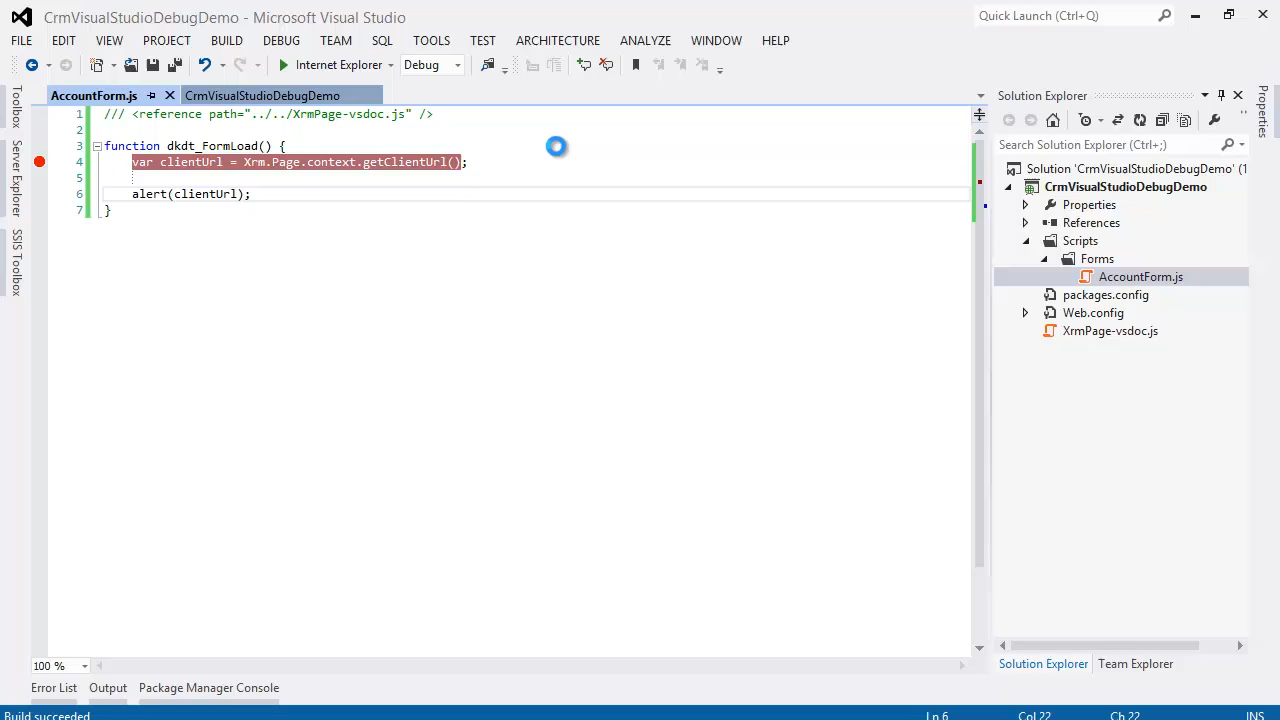 CrmVisualStudioDebugDemo - Microsoft Visual Studio
Quick Launch (Ctrl+Q)
FILE EDIT VIEW PROJECT BUILD DEBUG TEAM SQL TOOLS TEST ARCHITECTURE ANALYZE WINDOW HELP
Internet Explorer Debug
Toolbox
Server Explorer
SSIS Toolbox
AccountForm.js CrmVisualStudioDebugDemo
1 /// <reference path="../../XrmPage-vsdoc.js" />
2
3 function dkdt_FormLoad() {
4 var clientUrl = Xrm.Page.context.getClientUrl();
5
6 alert(clientUrl);
7 }
100 %
Solution Explorer
Search Solution Explorer (Ctrl+;)
Solution 'CrmVisualStudioDebugDemo' (1
CrmVisualStudioDebugDemo
Properties
References
Scripts
Forms
AccountForm.js
packages.config
Web.config
XrmPage-vsdoc.js
Solution Explorer Team Explorer
Properties
Error List Output Package Manager Console
Build succeeded Ln 6 Col 22 Ch 22 INS